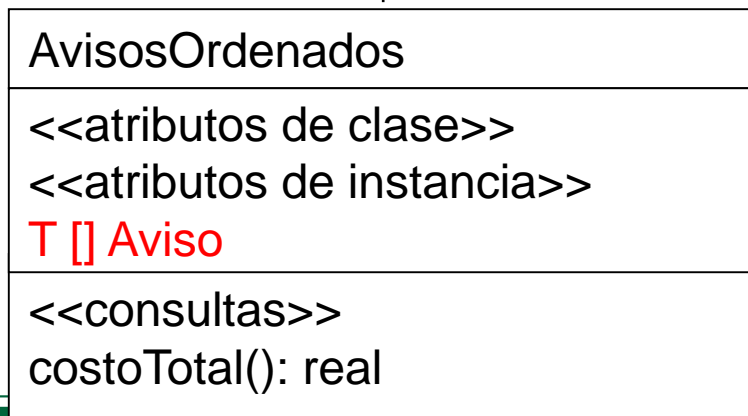 AvisosOrdenados
<<atributos de clase>>
<<atributos de instancia>>
T [] Aviso
<<consultas>>
costoTotal(): real